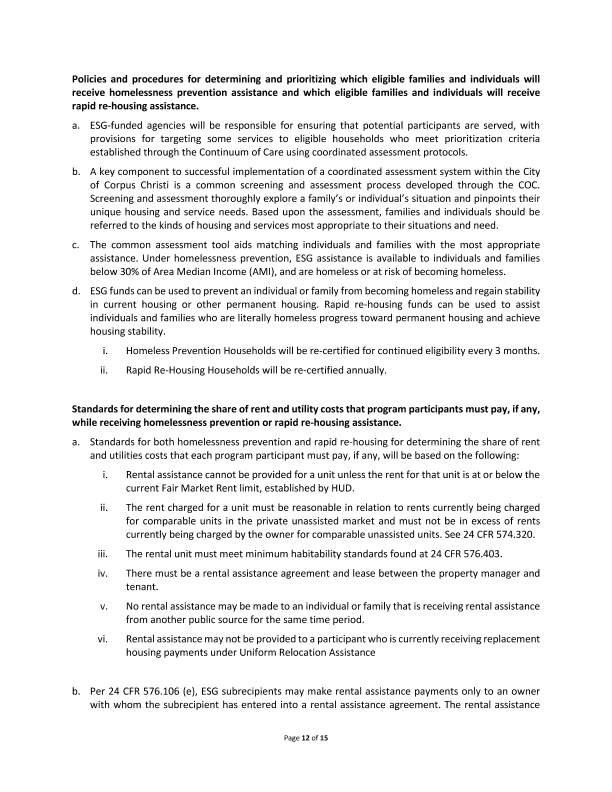 Policies and procedures for determining and prioritizing which eligible families and individuals will
receive homelessness prevention assistance and which eligible families and individuals will receive
rapid re-housing assistance.
a. ESG-funded agencies will be responsible for ensuring that potential participants are served, with
provisions for targeting some services to eligible households who meet prioritization criteria
established through the Continuum of Care using coordinated assessment protocols.
b. A key component to successful implementation of a coordinated assessment system within the City
of Corpus Christi is a common screening and assessment process developed through the COC.
Screening and assessment thoroughly explore a family's or individual's situation and pinpoints their
unique housing and service needs. Based upon the assessment, families and individuals should be
referred to the kinds of housing and services most appropriate to their situations and need.
c. The common assessment tool aids matching individuals and families with the most appropriate
assistance. Under homelessness prevention, ESG assistance is available to individuals and families
below 30% of Area Median Income (AMI), and are homeless or at risk of becoming homeless.
d. ESG funds can be used to prevent an individual or family from becoming homeless and regain stability
in current housing or other permanent housing. Rapid re-housing funds can be used to assist
individuals and families who are literally homeless progress toward permanent housing and achieve
housing stability.
i. Homeless Prevention Households will be re-certified for continued eligibility every 3 months.
ii. Rapid Re-Housing Households will be re-certified annually.
Standards for determining the share of rent and utility costs that program participants must pay, if any,
while receiving homelessness prevention or rapid re-housing assistance.
a. Standards for both homelessness prevention and rapid re-housing for determining the share of rent
and utilities costs that each program participant must pay, if any, will be based on the following:
i. Rental assistance cannot be provided for a unit unless the rent for that unit is at or below the
current Fair Market Rent limit, established by HUD.
ii. The rent charged for a unit must be reasonable in relation to rents currently being charged
for comparable units in the private unassisted market and must not be in excess of rents
currently being charged by the owner for comparable unassisted units. See 24 CFR 574.320.
iii. The rental unit must meet minimum habitability standards found at 24 CFR 576.403.
iv. There must be a rental assistance agreement and lease between the property manager and
tenant.
v. No rental assistance may be made to an individual or family that is receiving rental assistance
from another public source for the same time period.
vi. Rental assistance may not be provided to a participant who is currently receiving replacement
housing payments under Uniform Relocation Assistance
b. Per 24 CFR 576.106 (e), ESG subrecipients may make rental assistance payments only to an owner
with whom the subrecipient has entered into a rental assistance agreement. The rental assistance
Page 12 of 15